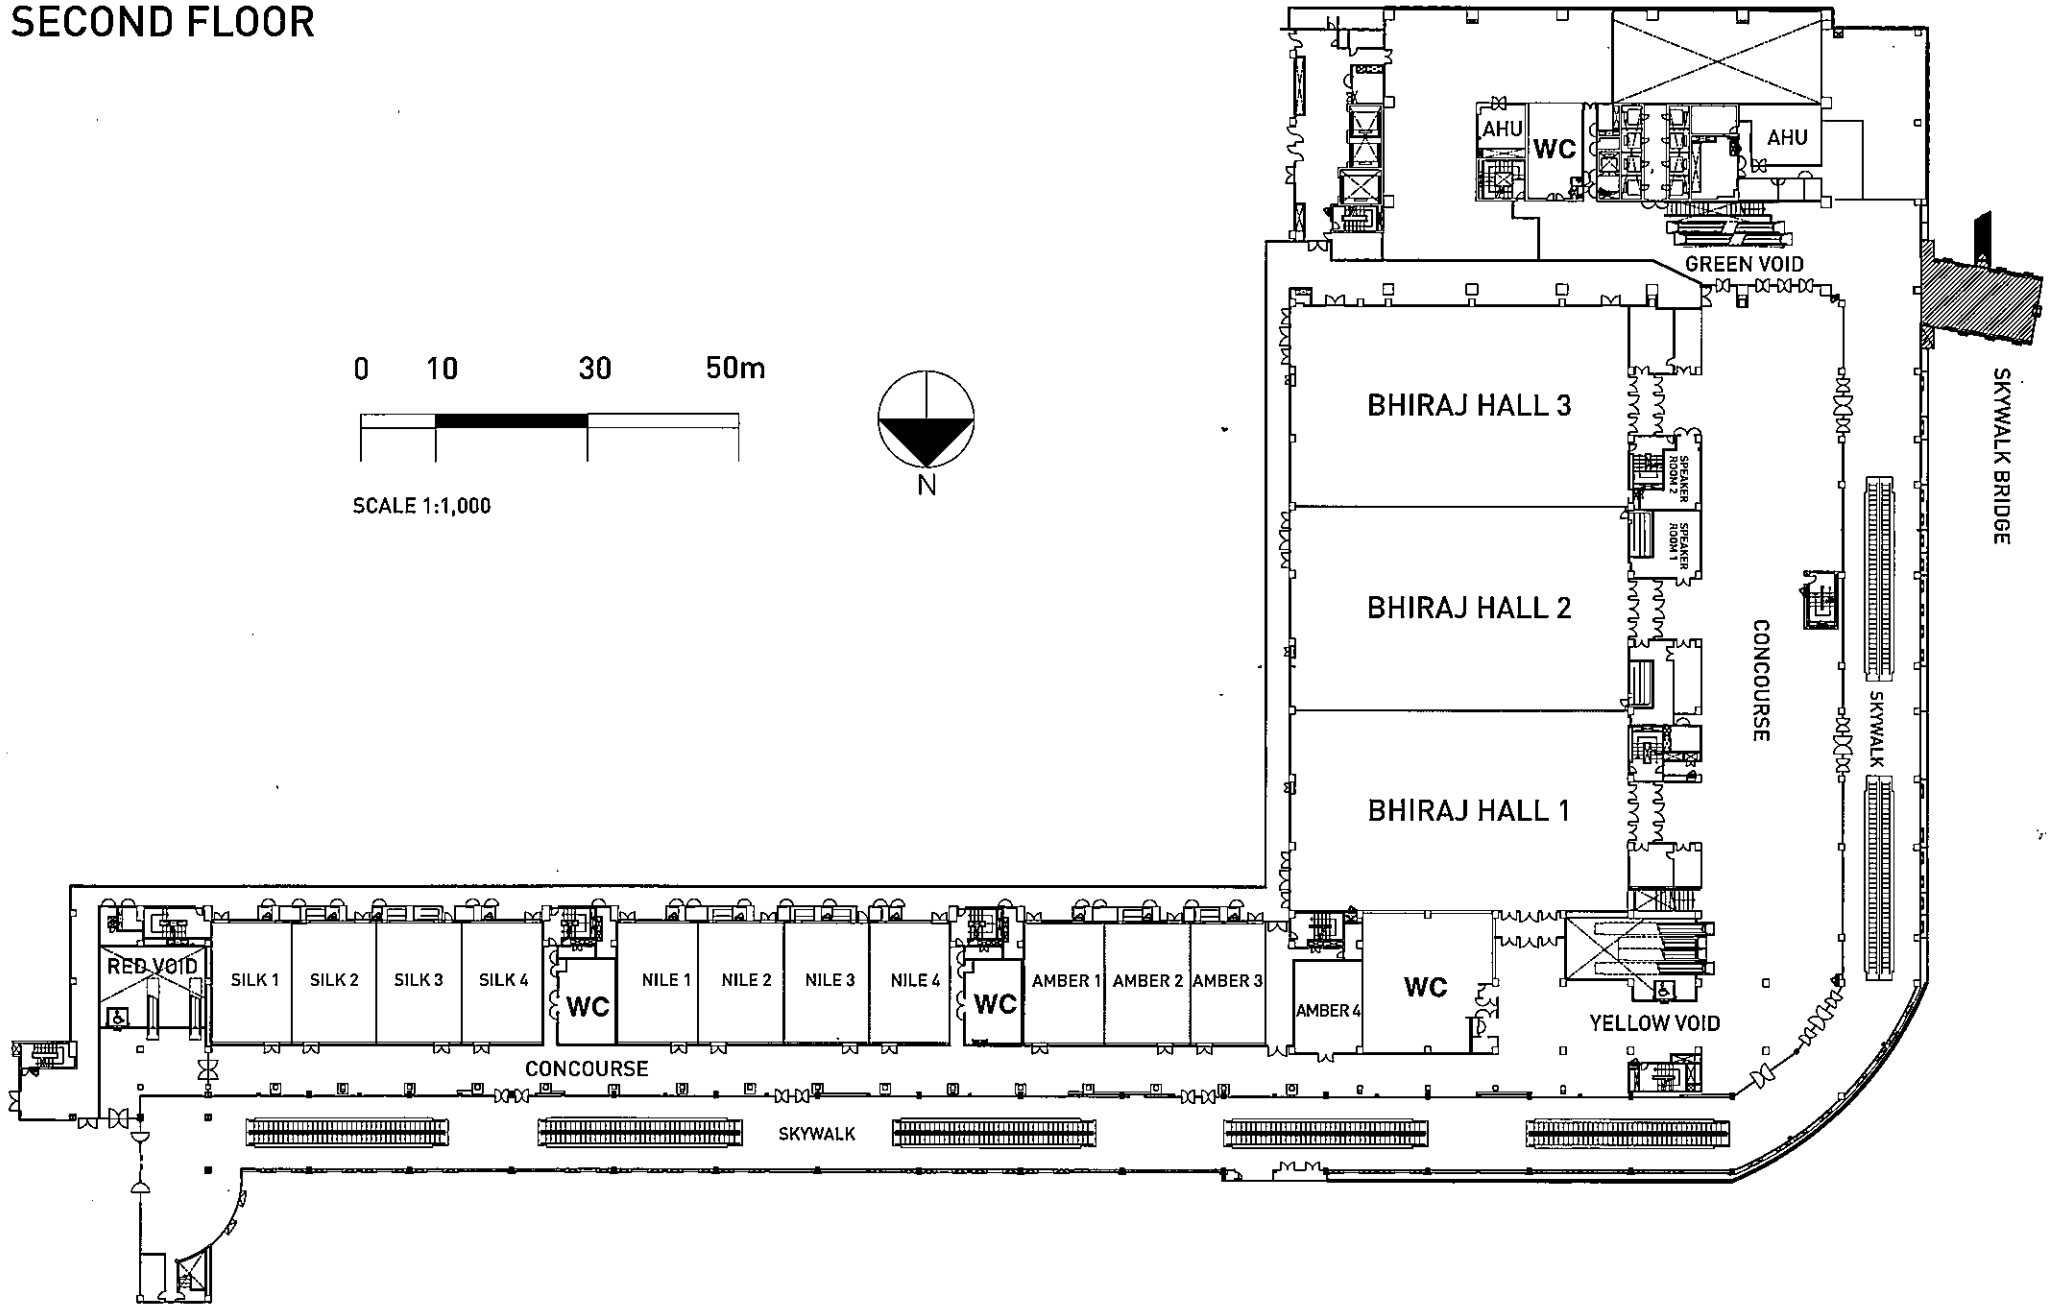 SECOND FLOOR
AHU
WC
AHU
GREEN VOID
0 10 30 50m
SCALE 1:1,000
N
BHIRAJ HALL 3
SKYWALK BRIDGE
SPEAKER
ROOM 2
SPEAKER
ROOM 1
BHIRAJ HALL 2
CONCOURSE
SKYWALK
BHIRAJ HALL 1
RED VOID
SILK 1
SILK 2
SILK 3
SILK 4
WC
NILE 1
NILE 2
NILE 3
NILE 4
WC
AMBER 1
AMBER 2
AMBER 3
AMBER 4
WC
YELLOW VOID
CONCOURSE
SKYWALK